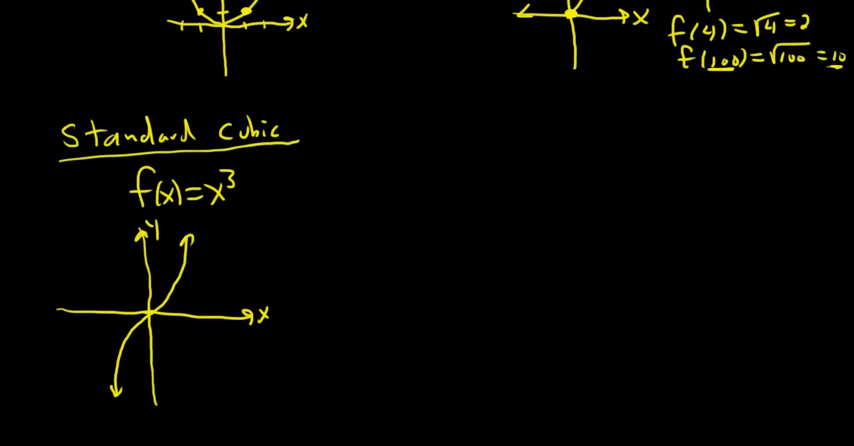 x
x
f(4)=√4=2
f(100)=√100=10
Standard cubic
f(x)=x³
y
x